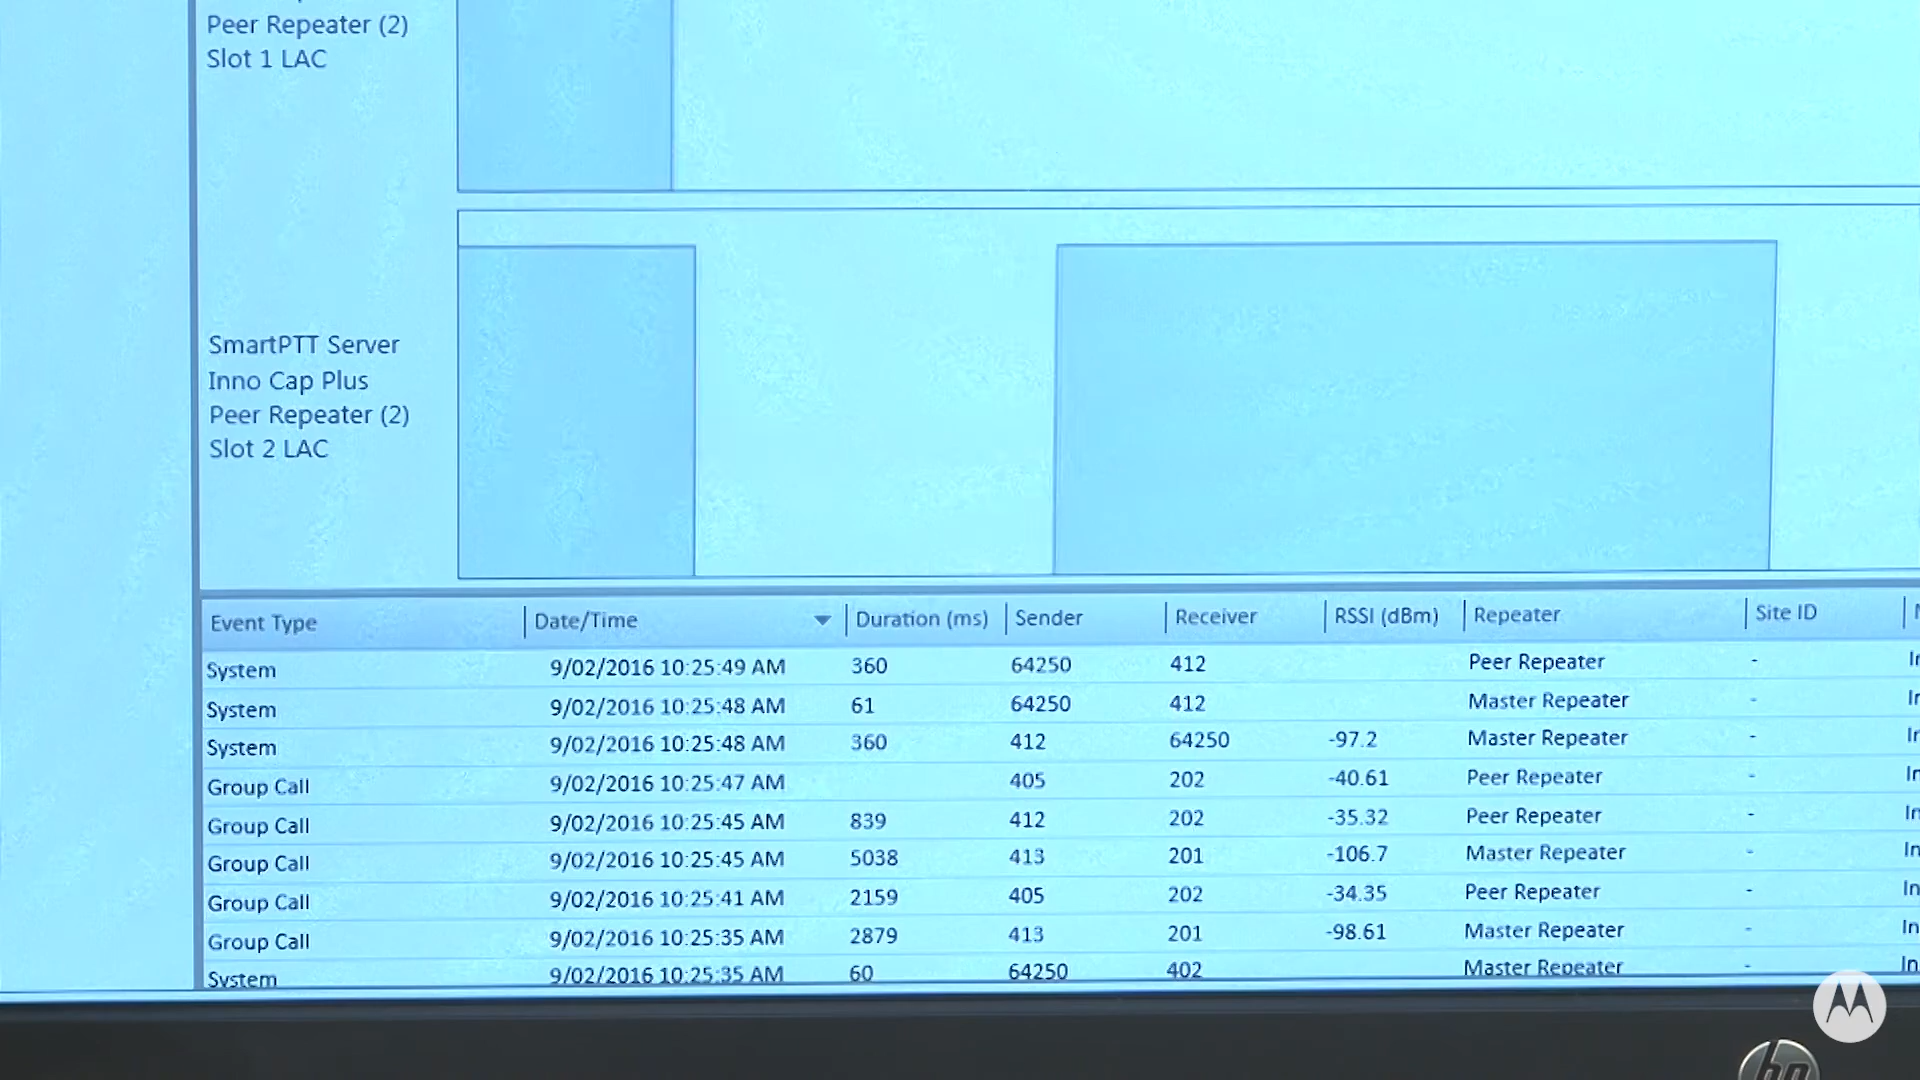 Peer Repeater (2)
Slot 1 LAC
SmartPTT Server
Inno Cap Plus
Peer Repeater (2)
Slot 2 LAC
Event Type Date/Time Duration (ms) Sender Receiver RSSI (dBm) Repeater Site ID
System 9/02/2016 10:25:49 AM 360 64250 412 Peer Repeater -
System 9/02/2016 10:25:48 AM 61 64250 412 Master Repeater -
System 9/02/2016 10:25:48 AM 360 412 64250 -97.2 Master Repeater -
Group Call 9/02/2016 10:25:47 AM 405 202 -40.61 Peer Repeater -
Group Call 9/02/2016 10:25:45 AM 839 412 202 -35.32 Peer Repeater -
Group Call 9/02/2016 10:25:45 AM 5038 413 201 -106.7 Master Repeater -
Group Call 9/02/2016 10:25:41 AM 2159 405 202 -34.35 Peer Repeater -
Group Call 9/02/2016 10:25:35 AM 2879 413 201 -98.61 Master Repeater -
System 9/02/2016 10:25:35 AM 60 64250 402 Master Repeater -
hp